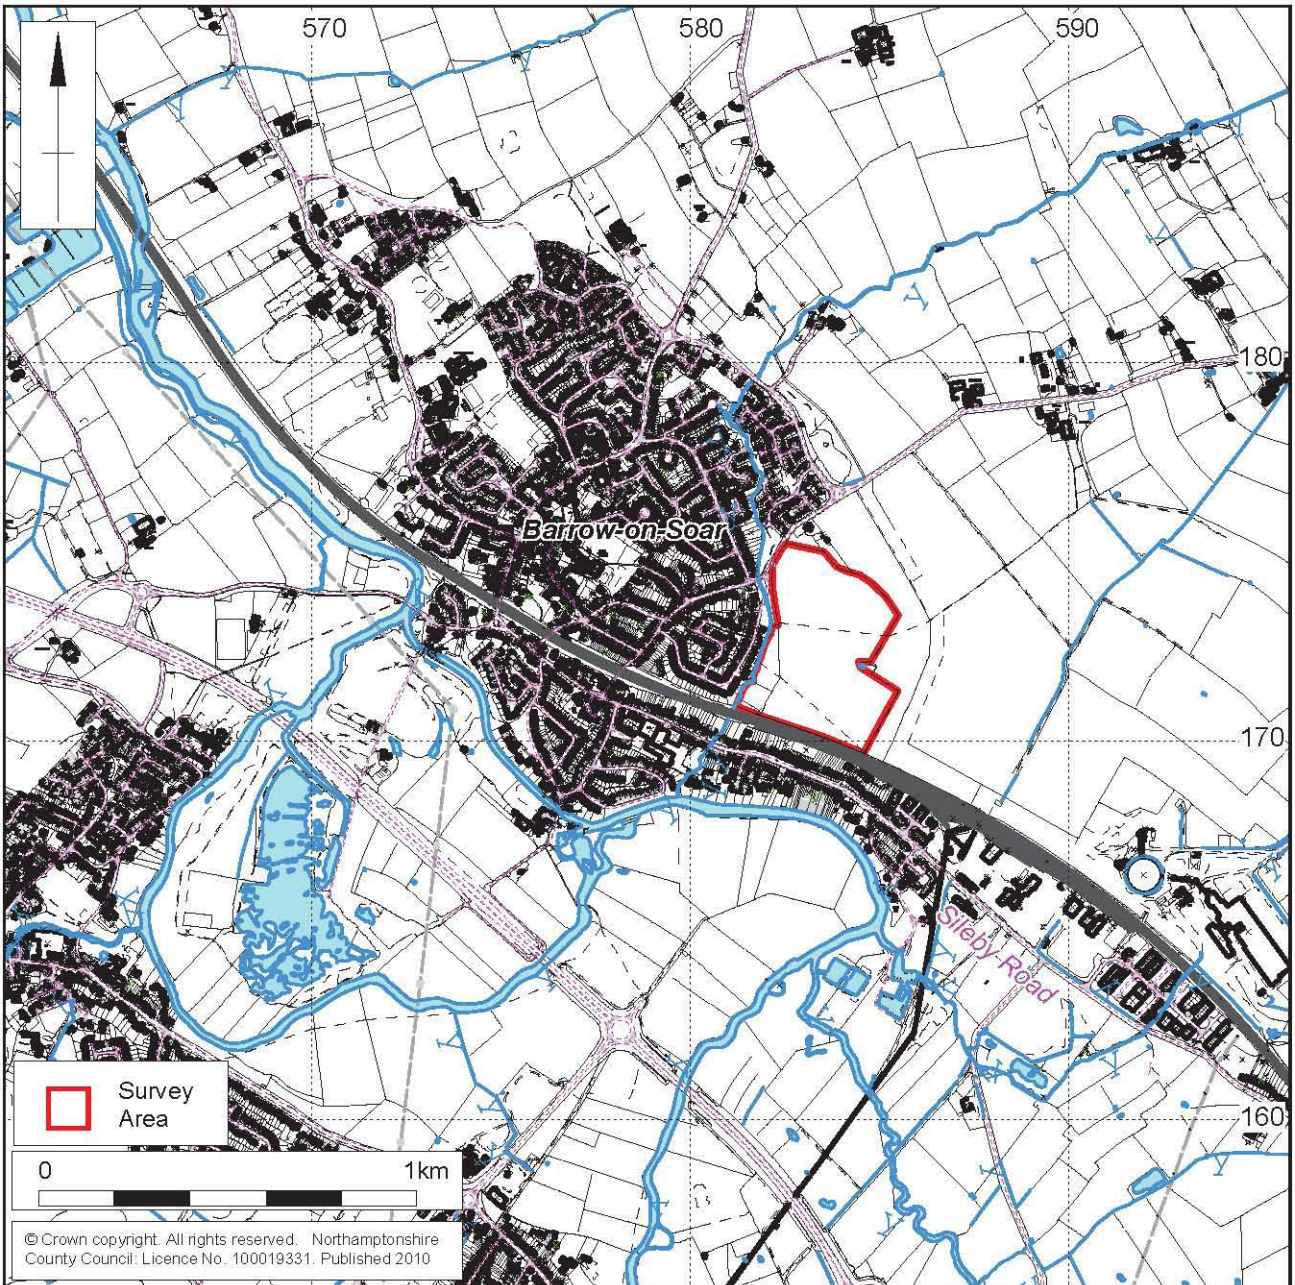 570
580
590
180
Barrow-on-Soar
170
Sileby Road
160
Survey
Area
0
1km
© Crown copyright. All rights reserved. Northamptonshire
County Council: Licence No. 100019331. Published 2010